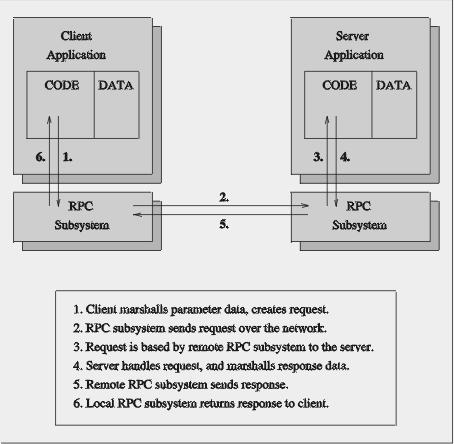 Client
Application
CODE
DATA
6.
1.
RPC
Subsystem
Server
Application
CODE
DATA
3.
4.
RPC
Subsystem
2.
5.
1. Client marshalls parameter data, creates request.
2. RPC subsystem sends request over the network.
3. Request is based by remote RPC subsystem to the server.
4. Server handles request, and marshalls response data.
5. Remote RPC subsystem sends response.
6. Local RPC subsystem returns response to client.